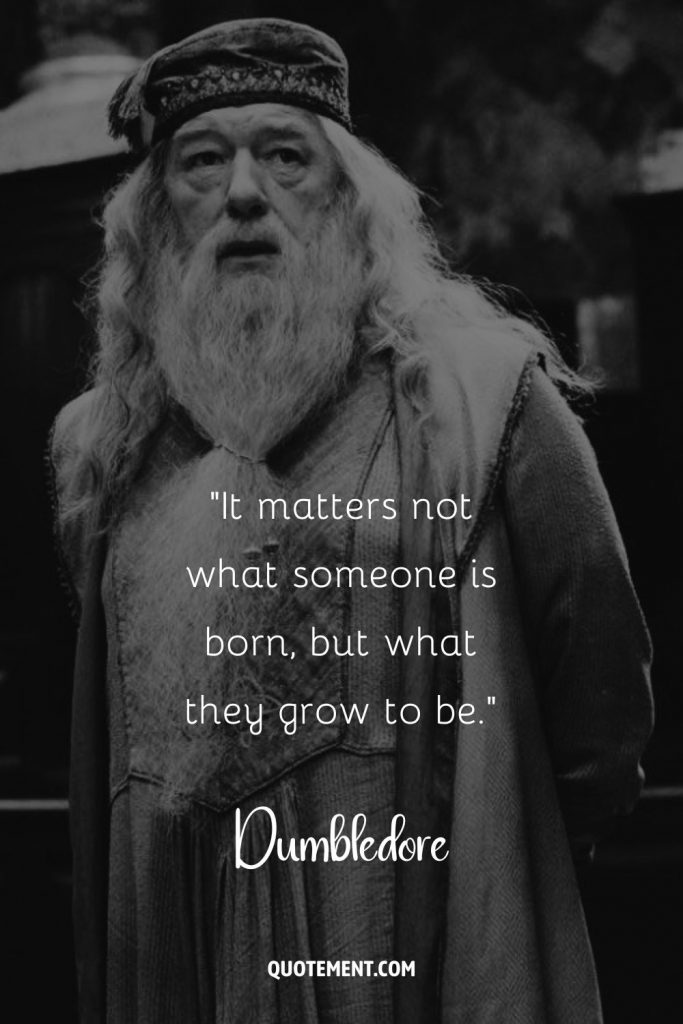 "It matters not
what someone is
born, but what
they grow to be."
Dumbledore
QUOTEMENT.COM